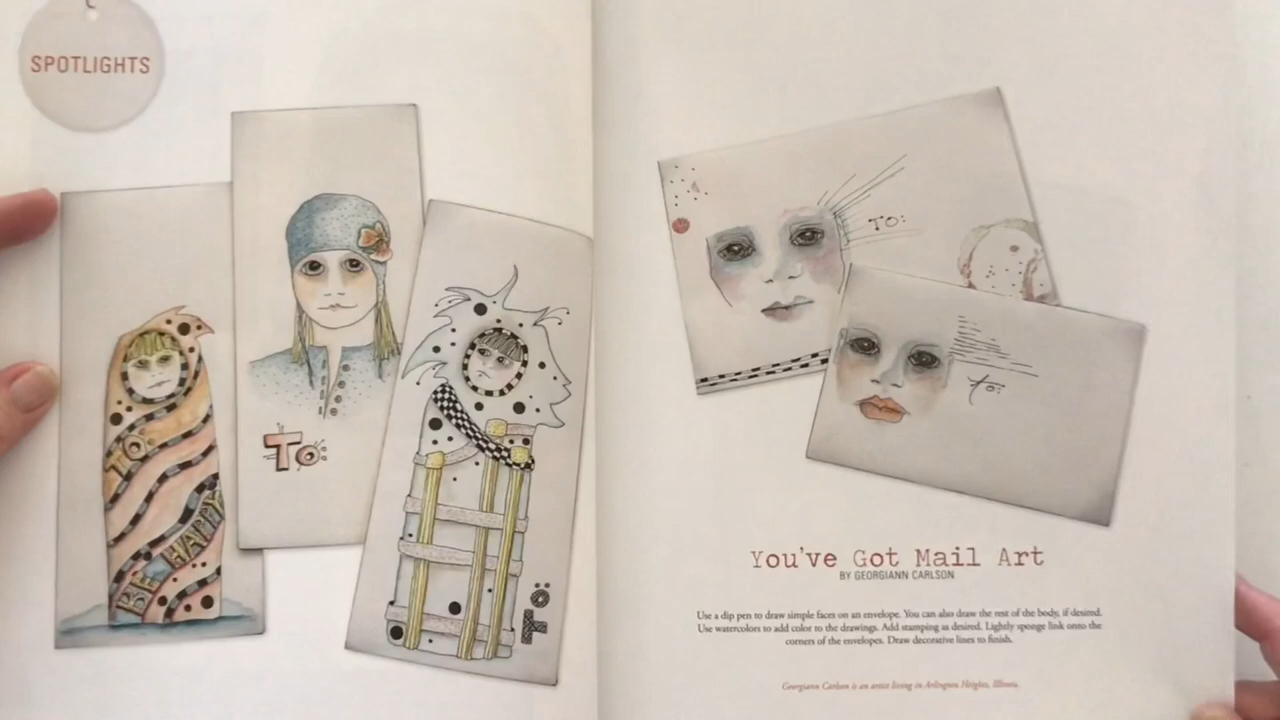 SPOTLIGHTS
TO:
BE HAPPY
To:
To
TO:
to:
You've Got Mail Art
BY GEORGIANN CARLSON
Use a dip pen to draw simple faces on an envelope. You can also draw the rest of the body, if desired.
Use watercolors to add color to the drawings. Add stamping as desired. Lightly sponge link onto the
corners of the envelopes. Draw decorative lines to finish.
Georgiann Carlson is an artist living in Arlington Heights, Illinois.